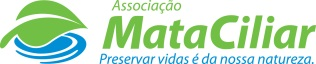 Associação
MataCiliar
Preservar vidas é da nossa natureza.